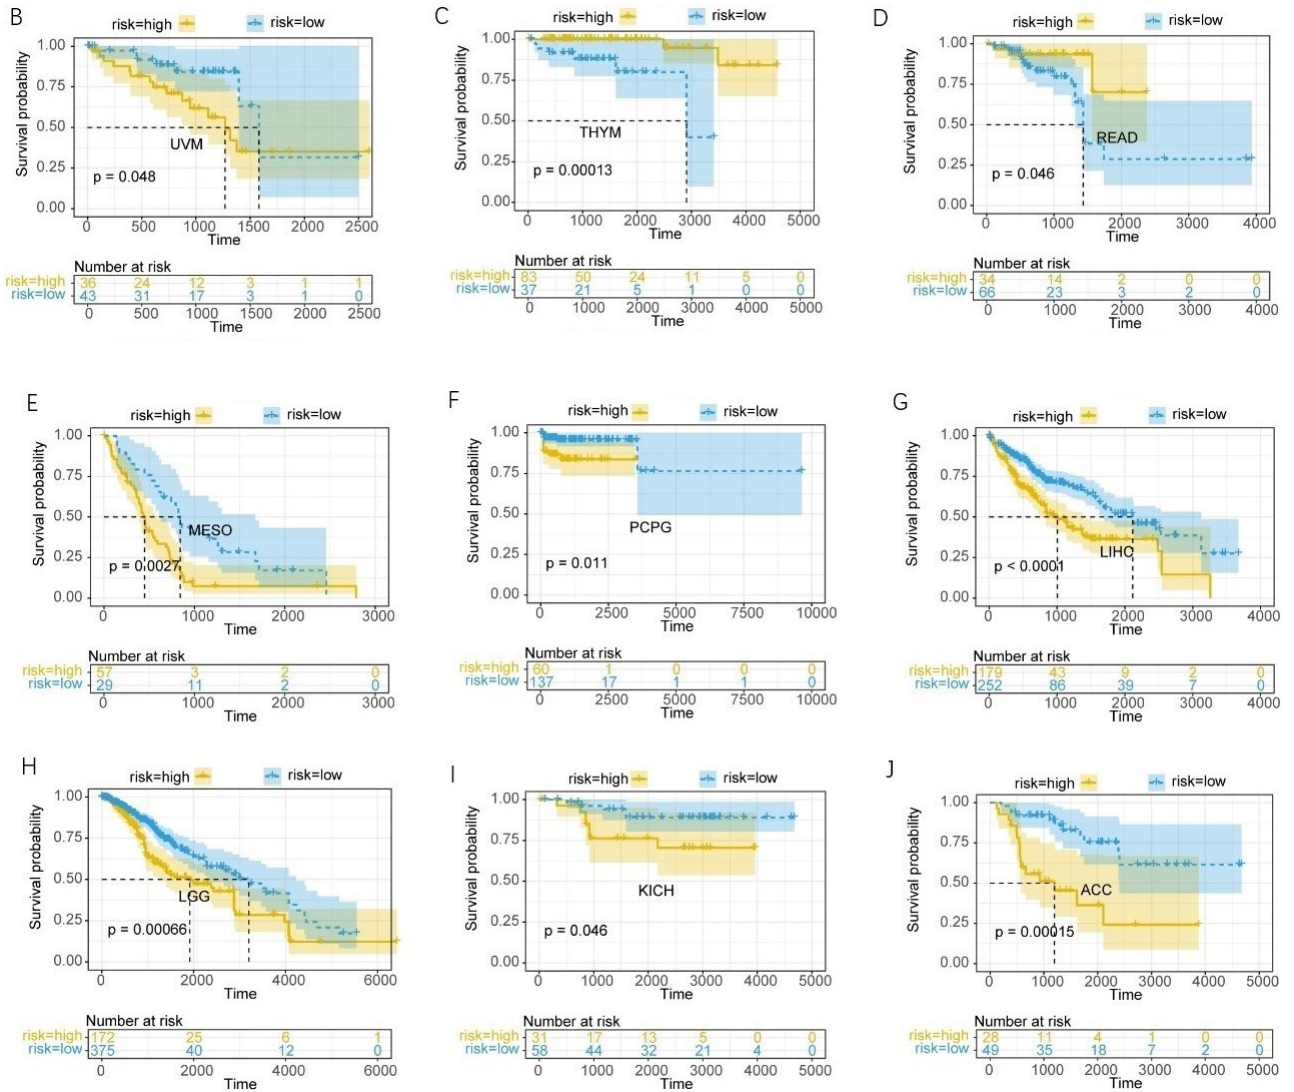 B
risk=high risk=low
Survival probability
1.00
0.75
0.50
0.25
0.00
UVM
p = 0.048
0 500 1000 1500 2000 2500
Time
Number at risk
risk=high 36 24 12 3 1 1
risk=low 43 31 17 3 1 0
0 500 1000 1500 2000 2500
Time
C
risk=high risk=low
Survival probability
1.00
0.75
0.50
0.25
0.00
THYM
p = 0.00013
0 1000 2000 3000 4000 5000
Time
Number at risk
risk=high 83 50 24 11 5 0
risk=low 37 21 5 1 0 0
0 1000 2000 3000 4000 5000
Time
D
risk=high risk=low
Survival probability
1.00
0.75
0.50
0.25
0.00
READ
p = 0.046
0 1000 2000 3000 4000
Time
Number at risk
risk=high 34 14 2 0 0
risk=low 66 23 3 2 0
0 1000 2000 3000 4000
Time
E
risk=high risk=low
Survival probability
1.00
0.75
0.50
0.25
0.00
MESO
p = 0.0027
0 1000 2000 3000
Time
Number at risk
risk=high 57 3 2 0
risk=low 29 11 2 0
0 1000 2000 3000
Time
F
risk=high risk=low
Survival probability
1.00
0.75
0.50
0.25
0.00
PCPG
p = 0.011
0 2500 5000 7500 10000
Time
Number at risk
risk=high 60 1 0 0 0
risk=low 137 17 1 1 0
0 2500 5000 7500 10000
Time
G
risk=high risk=low
Survival probability
1.00
0.75
0.50
0.25
0.00
LIHC
p < 0.0001
0 1000 2000 3000 4000
Time
Number at risk
risk=high 179 43 9 2 0
risk=low 252 86 39 7 0
0 1000 2000 3000 4000
Time
H
risk=high risk=low
Survival probability
1.00
0.75
0.50
0.25
0.00
LGG
p = 0.00066
0 2000 4000 6000
Time
Number at risk
risk=high 172 25 6 1
risk=low 375 40 12 0
0 2000 4000 6000
Time
I
risk=high risk=low
Survival probability
1.00
0.75
0.50
0.25
0.00
KICH
p = 0.046
0 1000 2000 3000 4000 5000
Time
Number at risk
risk=high 31 17 13 5 0 0
risk=low 58 44 32 21 4 0
0 1000 2000 3000 4000 5000
Time
J
risk=high risk=low
Survival probability
1.00
0.75
0.50
0.25
0.00
ACC
p = 0.00015
0 1000 2000 3000 4000 5000
Time
Number at risk
risk=high 28 11 4 1 0 0
risk=low 49 35 18 7 2 0
0 1000 2000 3000 4000 5000
Time